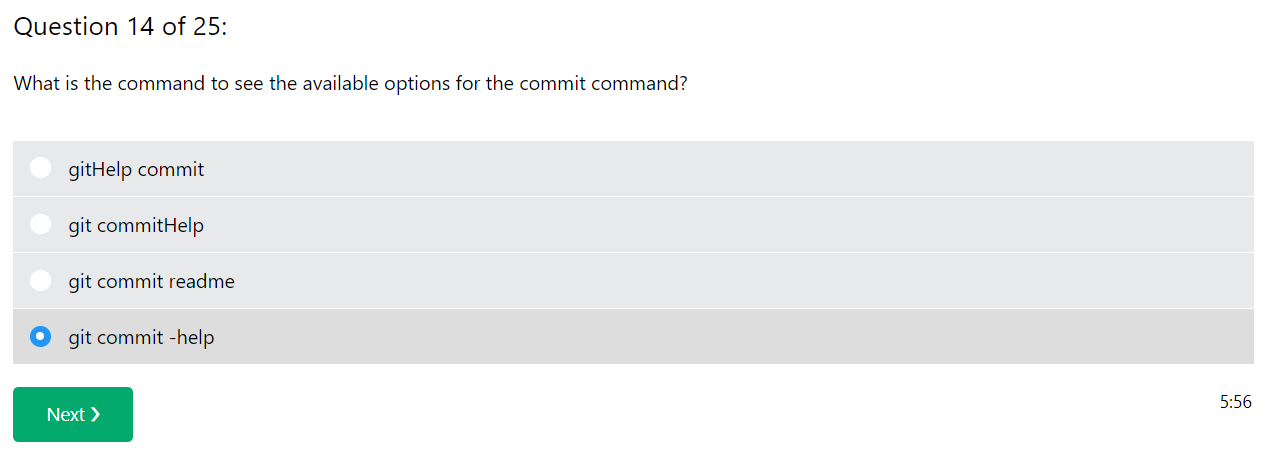 Question 14 of 25:
What is the command to see the available options for the commit command?
gitHelp commit
git commitHelp
git commit readme
git commit -help
Next ❯
5:56